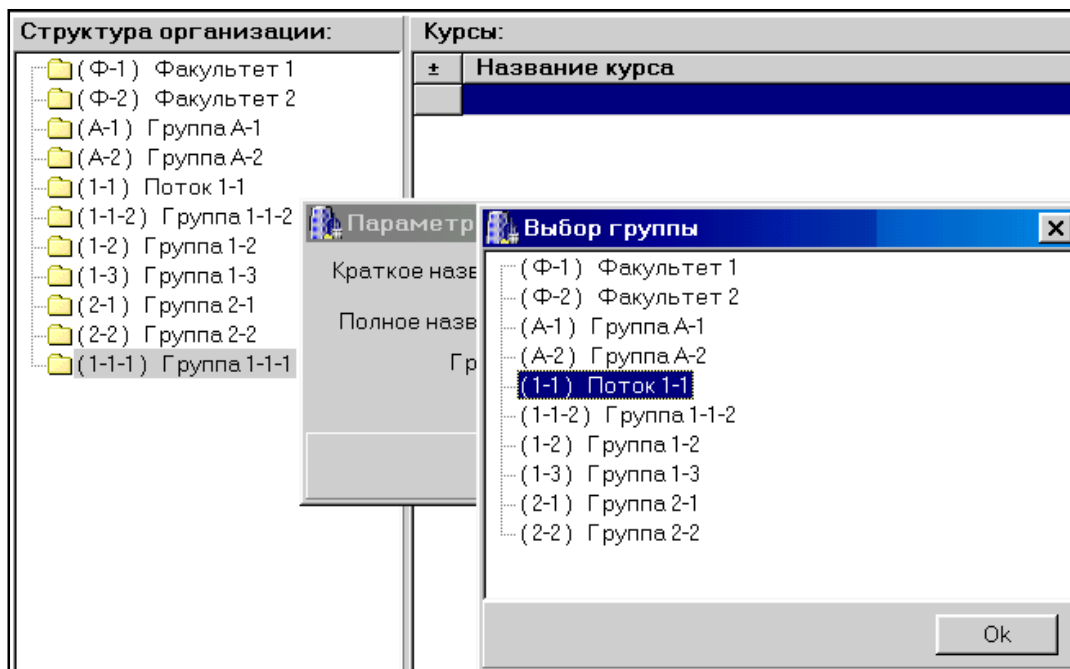 Структура организации:
(Ф-1) Факультет 1
(Ф-2) Факультет 2
(А-1) Группа А-1
(А-2) Группа А-2
(1-1) Поток 1-1
(1-1-2) Группа 1-1-2
(1-2) Группа 1-2
(1-3) Группа 1-3
(2-1) Группа 2-1
(2-2) Группа 2-2
(1-1-1) Группа 1-1-1
Курсы:
± Название курса
Параметр
Краткое назв
Полное назв
Гр
Выбор группы
(Ф-1) Факультет 1
(Ф-2) Факультет 2
(А-1) Группа А-1
(А-2) Группа А-2
(1-1) Поток 1-1
(1-1-2) Группа 1-1-2
(1-2) Группа 1-2
(1-3) Группа 1-3
(2-1) Группа 2-1
(2-2) Группа 2-2
Ok